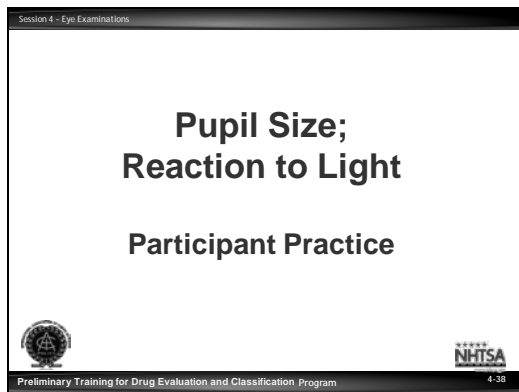 Session 4 - Eye Examinations
Pupil Size;
Reaction to Light
Participant Practice
NHTSA
Preliminary Training for Drug Evaluation and Classification Program
4-38